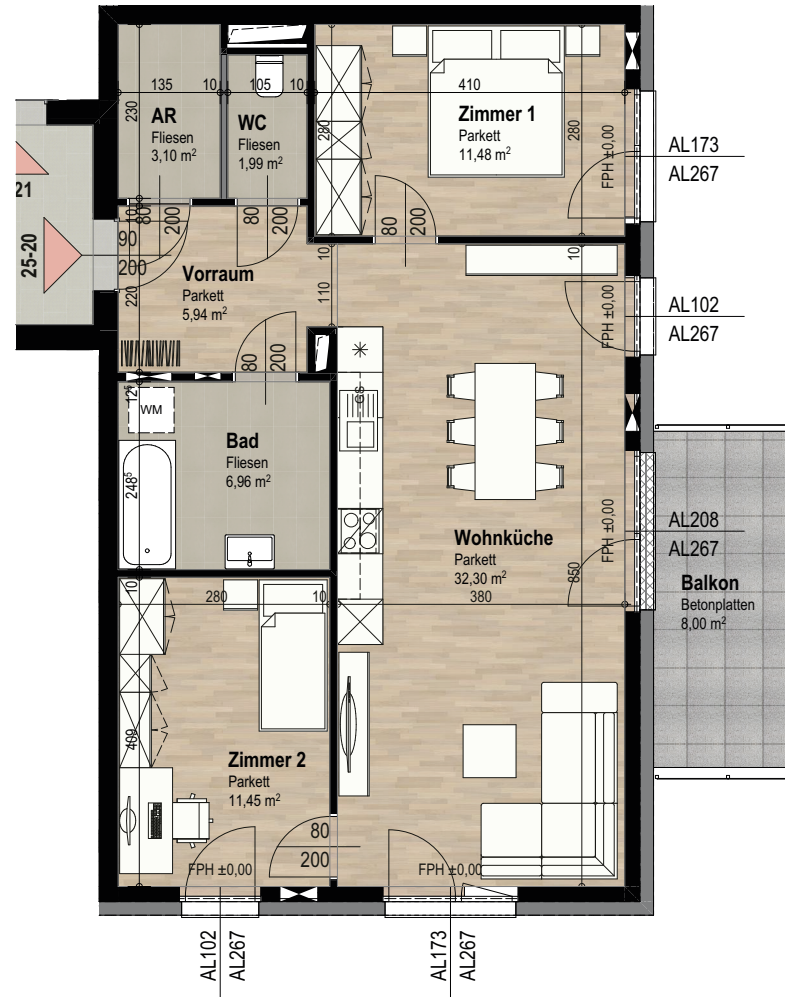 135
10
105
10
410
230
AR
Fliesen
3,10 m²
WC
Fliesen
1,99 m²
280
Zimmer 1
Parkett
11,48 m²
280
FPH ±0,00
AL173
AL267
21
25-20
10
80
200
80
200
80
200
90
200
220
Vorraum
Parkett
5,94 m²
10
110
10
FPH ±0,00
AL102
AL267
80
200
12⁵
WM
GS
Bad
Fliesen
6,96 m²
248⁵
Wohnküche
Parkett
32,30 m²
850
FPH ±0,00
AL208
AL267
Balkon
Betonplatten
8,00 m²
10
280
10
380
409
Zimmer 2
Parkett
11,45 m²
80
200
FPH ±0,00
FPH ±0,00
AL102
AL267
AL173
AL267